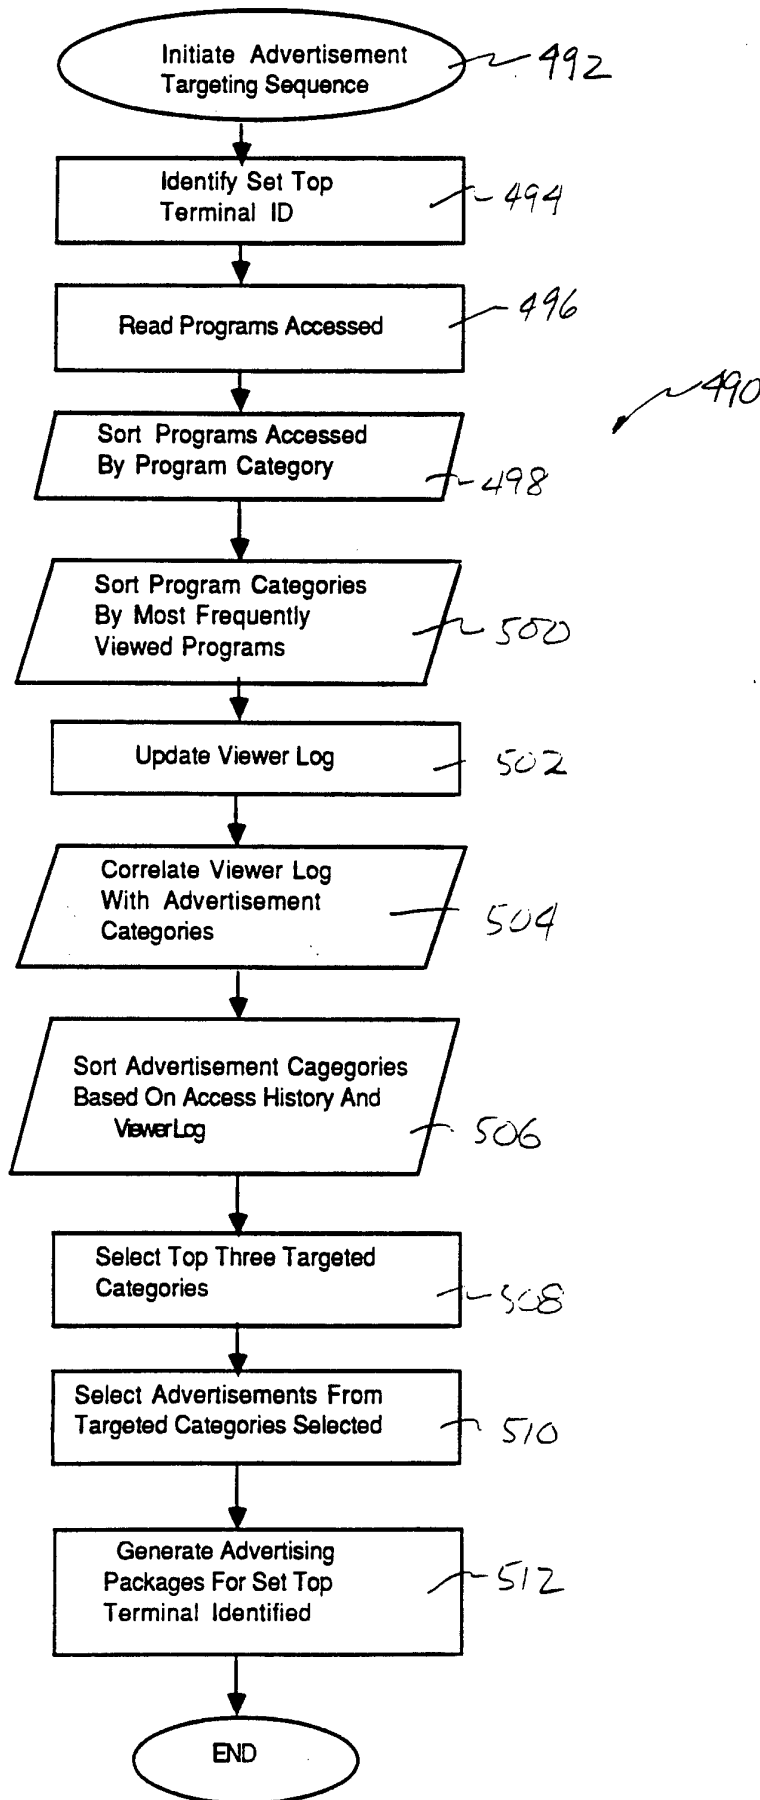 Initiate Advertisement
Targeting Sequence
492
Identify Set Top
Terminal ID
494
Read Programs Accessed
496
490
Sort Programs Accessed
By Program Category
498
Sort Program Categories
By Most Frequently
Viewed Programs
500
Update Viewer Log
502
Correlate Viewer Log
With Advertisement
Categories
504
Sort Advertisement Cagegories
Based On Access History And
Viewer Log
506
Select Top Three Targeted
Categories
508
Select Advertisements From
Targeted Categories Selected
510
Generate Advertising
Packages For Set Top
Terminal Identified
512
END